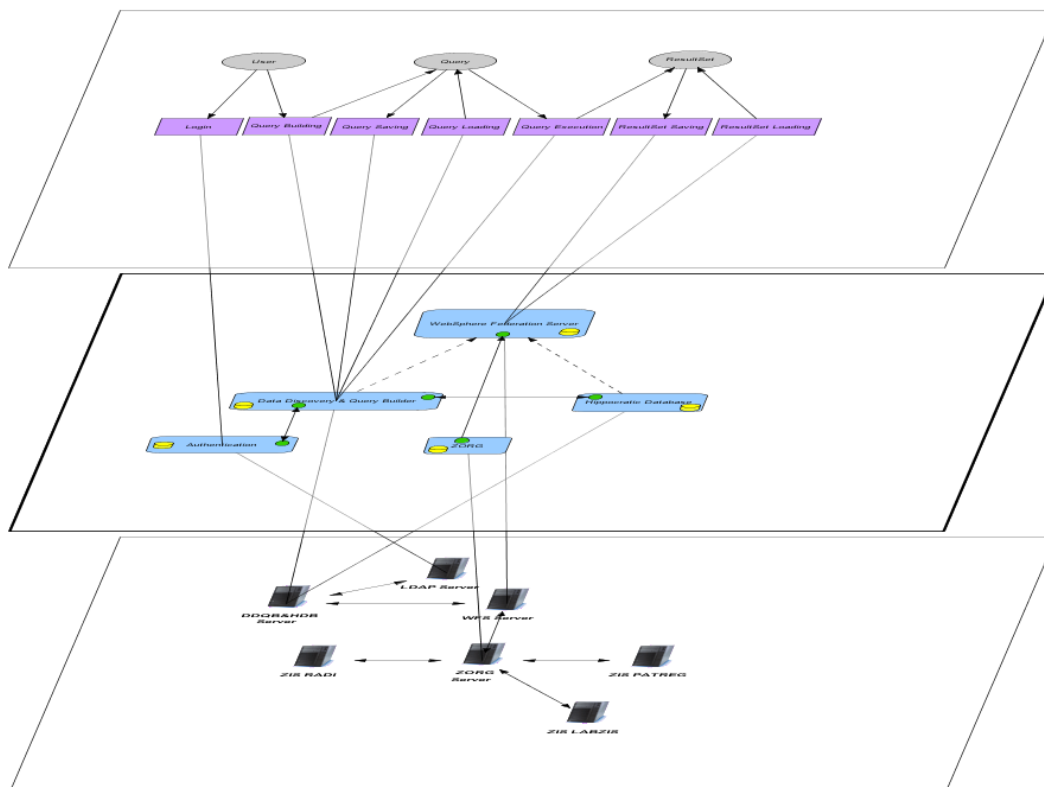 User
Query
ResultSet
Login
Query Building
Query Saving
Query Loading
Query Execution
ResultSet Saving
ResultSet Loading
WebSphere Federation Server
Data Discovery & Query Builder
Hippocratic Database
Authentication
ZORG
LDAP Server
DDQB&HDB
Server
WFS Server
ZIS RADI
ZORG
Server
ZIS PATREG
ZIS LABZIS